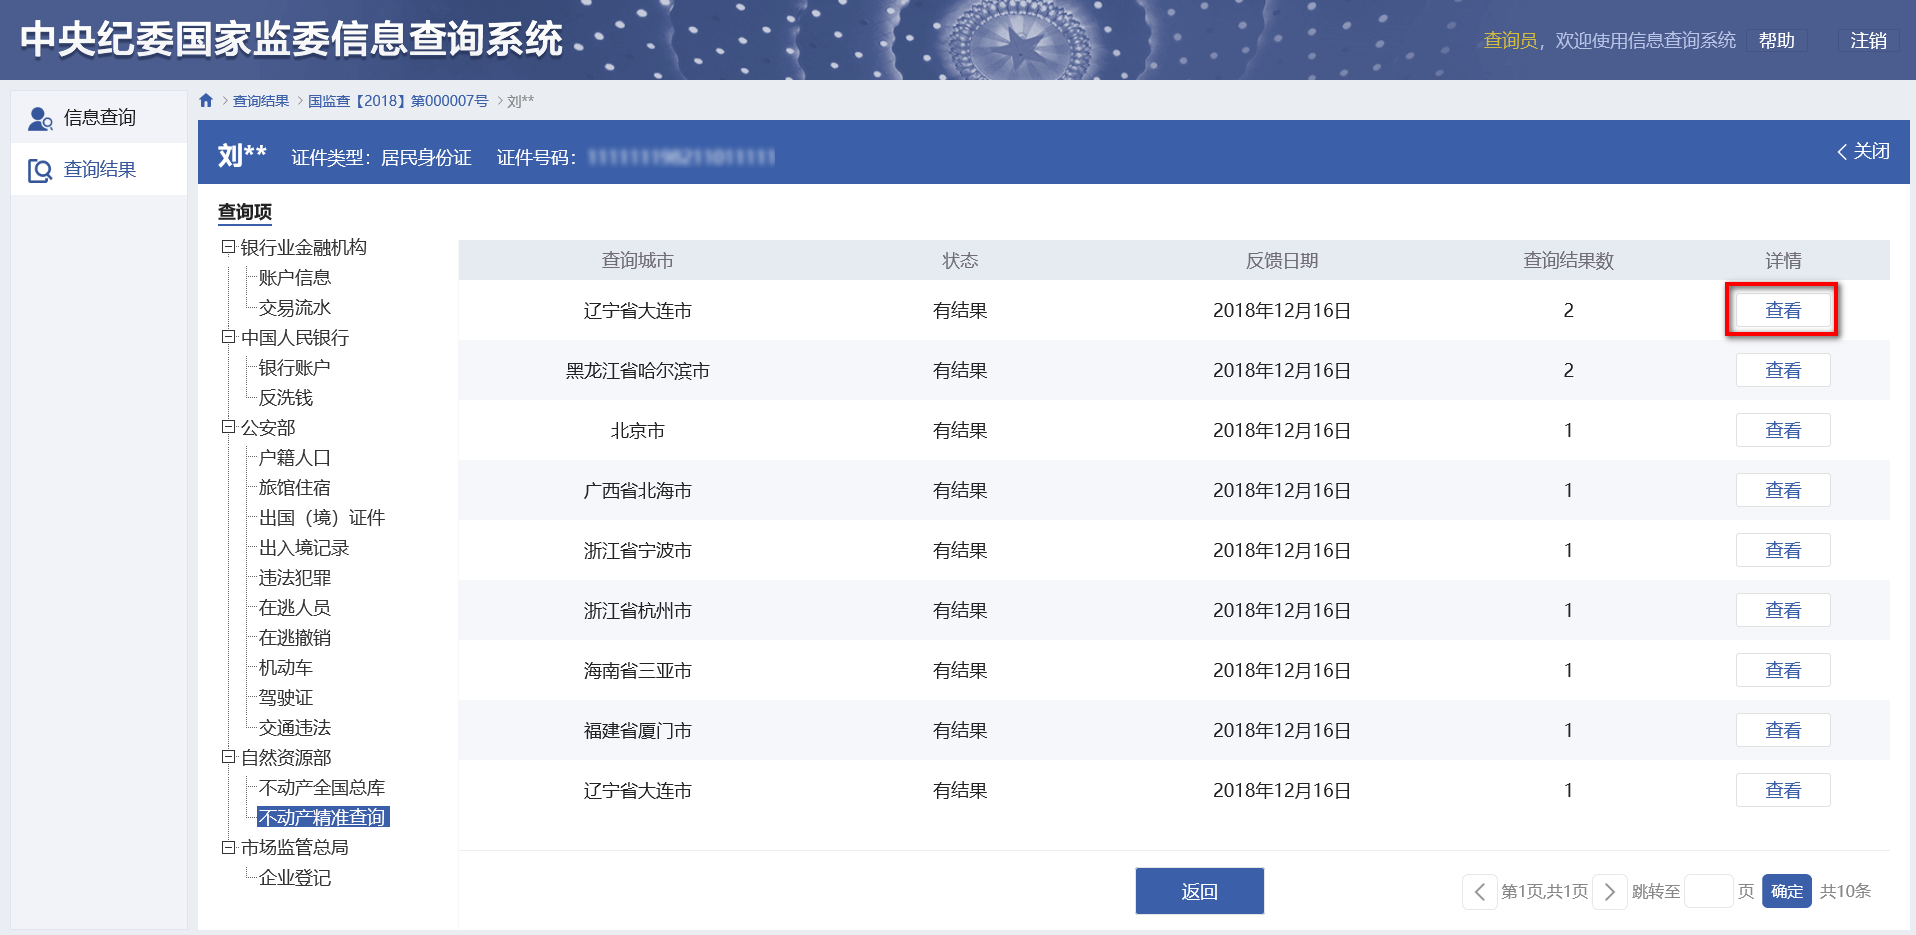 中央纪委国家监委信息查询系统
查询员，欢迎使用信息查询系统 帮助 注销
信息查询
查询结果
查询结果 国监查【2018】第000007号 刘**
刘** 证件类型：居民身份证 证件号码：
关闭
查询项
银行业金融机构
账户信息
交易流水
中国人民银行
银行账户
反洗钱
公安部
户籍人口
旅馆住宿
出国（境）证件
出入境记录
违法犯罪
在逃人员
在逃撤销
机动车
驾驶证
交通违法
自然资源部
不动产全国总库
不动产精准查询
市场监管总局
企业登记
查询城市 状态 反馈日期 查询结果数 详情
辽宁省大连市 有结果 2018年12月16日 2 查看
黑龙江省哈尔滨市 有结果 2018年12月16日 2 查看
北京市 有结果 2018年12月16日 1 查看
广西省北海市 有结果 2018年12月16日 1 查看
浙江省宁波市 有结果 2018年12月16日 1 查看
浙江省杭州市 有结果 2018年12月16日 1 查看
海南省三亚市 有结果 2018年12月16日 1 查看
福建省厦门市 有结果 2018年12月16日 1 查看
辽宁省大连市 有结果 2018年12月16日 1 查看
返回
第1页,共1页 跳转至 页 确定 共10条